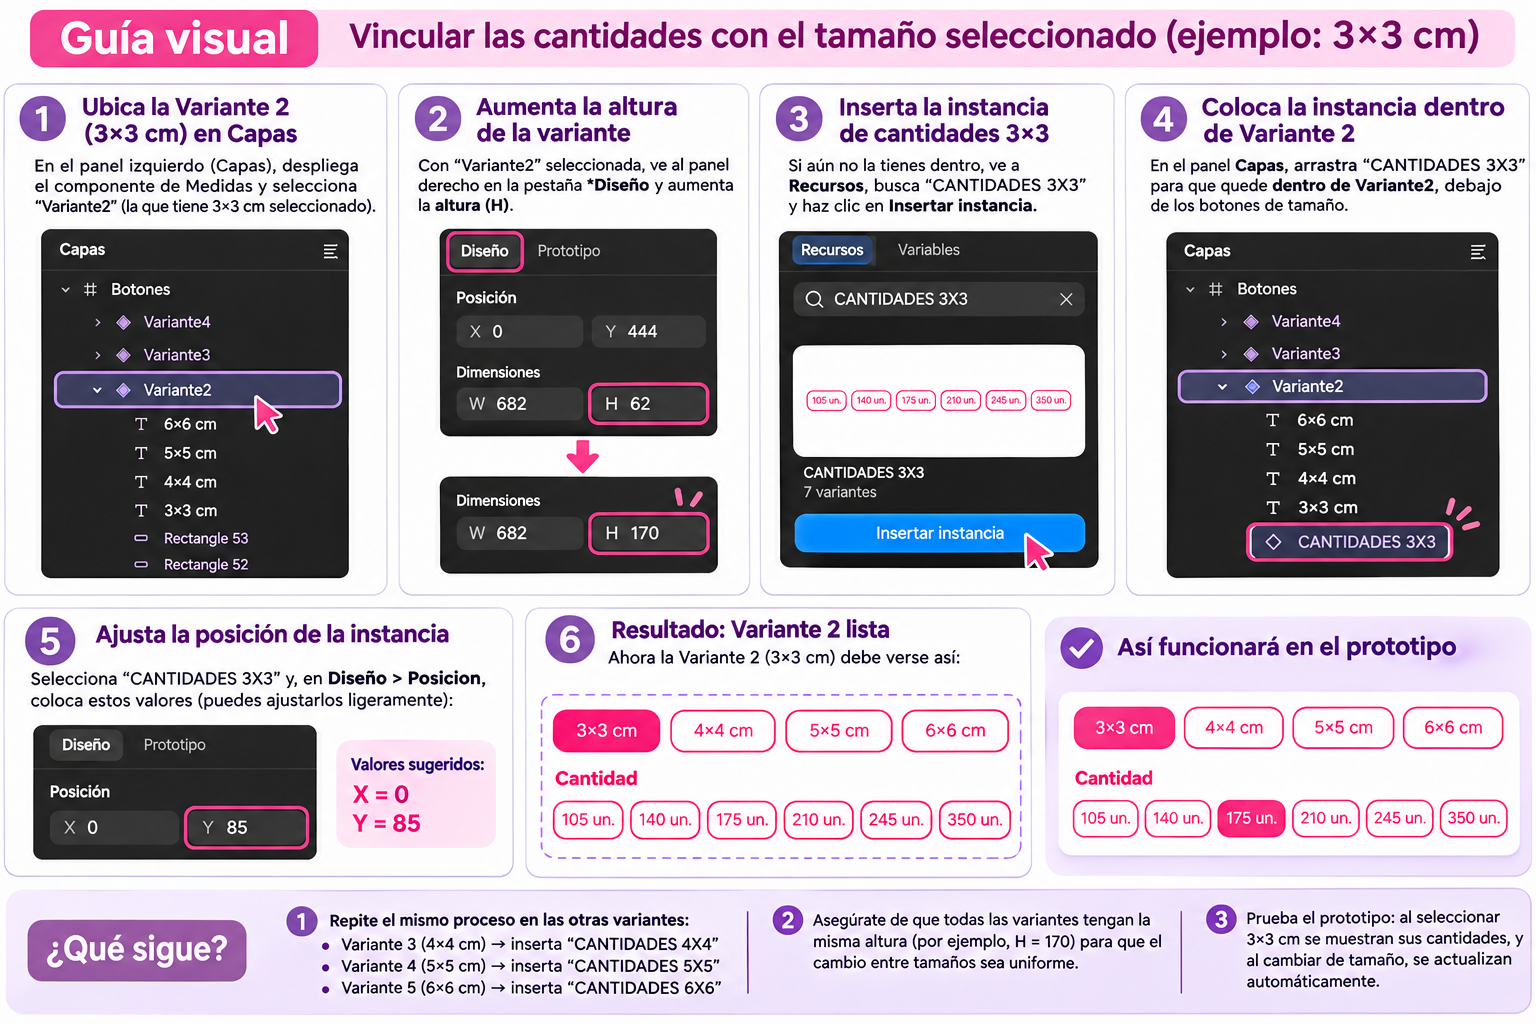 Guía visual
Vincular las cantidades con el tamaño seleccionado (ejemplo: 3×3 cm)
1
Ubica la Variante 2
(3×3 cm) en Capas
En el panel izquierdo (Capas), despliega
el componente de Medidas y selecciona
“Variante2” (la que tiene 3×3 cm seleccionado).
Capas
Botones
Variante4
Variante3
Variante2
T 6×6 cm
T 5×5 cm
T 4×4 cm
T 3×3 cm
Rectangle 53
Rectangle 52
2
Aumenta la altura
de la variante
Con “Variante2” seleccionada, ve al panel
derecho en la pestaña *Diseño y aumenta
la altura (H).
Diseño Prototipo
Posición
X 0 Y 444
Dimensiones
W 682 H 62
Dimensiones
W 682 H 170
3
Inserta la instancia
de cantidades 3×3
Si aún no la tienes dentro, ve a
Recursos, busca “CANTIDADES 3X3”
y haz clic en Insertar instancia.
Recursos Variables
CANTIDADES 3X3
105 un. 140 un. 175 un. 210 un. 245 un. 350 un.
CANTIDADES 3X3
7 variantes
Insertar instancia
4
Coloca la instancia dentro
de Variante 2
En el panel Capas, arrastra “CANTIDADES 3X3”
para que quede dentro de Variante2, debajo
de los botones de tamaño.
Capas
Botones
Variante4
Variante3
Variante2
T 6×6 cm
T 5×5 cm
T 4×4 cm
T 3×3 cm
CANTIDADES 3X3
5
Ajusta la posición de la instancia
Selecciona “CANTIDADES 3X3” y, en Diseño > Posicion,
coloca estos valores (puedes ajustarlos ligeramente):
Diseño Prototipo
Posición
X 0 Y 85
Valores sugeridos:
X = 0
Y = 85
6
Resultado: Variante 2 lista
Ahora la Variante 2 (3×3 cm) debe verse así:
3×3 cm 4×4 cm 5×5 cm 6×6 cm
Cantidad
105 un. 140 un. 175 un. 210 un. 245 un. 350 un.
Así funcionará en el prototipo
3×3 cm 4×4 cm 5×5 cm 6×6 cm
Cantidad
105 un. 140 un. 175 un. 210 un. 245 un. 350 un.
¿Qué sigue?
1
Repite el mismo proceso en las otras variantes:
• Variante 3 (4×4 cm) → inserta “CANTIDADES 4X4”
• Variante 4 (5×5 cm) → inserta “CANTIDADES 5X5”
• Variante 5 (6×6 cm) → inserta “CANTIDADES 6X6”
2
Asegúrate de que todas las variantes tengan la
misma altura (por ejemplo, H = 170) para que el
cambio entre tamaños sea uniforme.
3
Prueba el prototipo: al seleccionar
3×3 cm se muestran sus cantidades, y
al cambiar de tamaño, se actualizan
automáticamente.